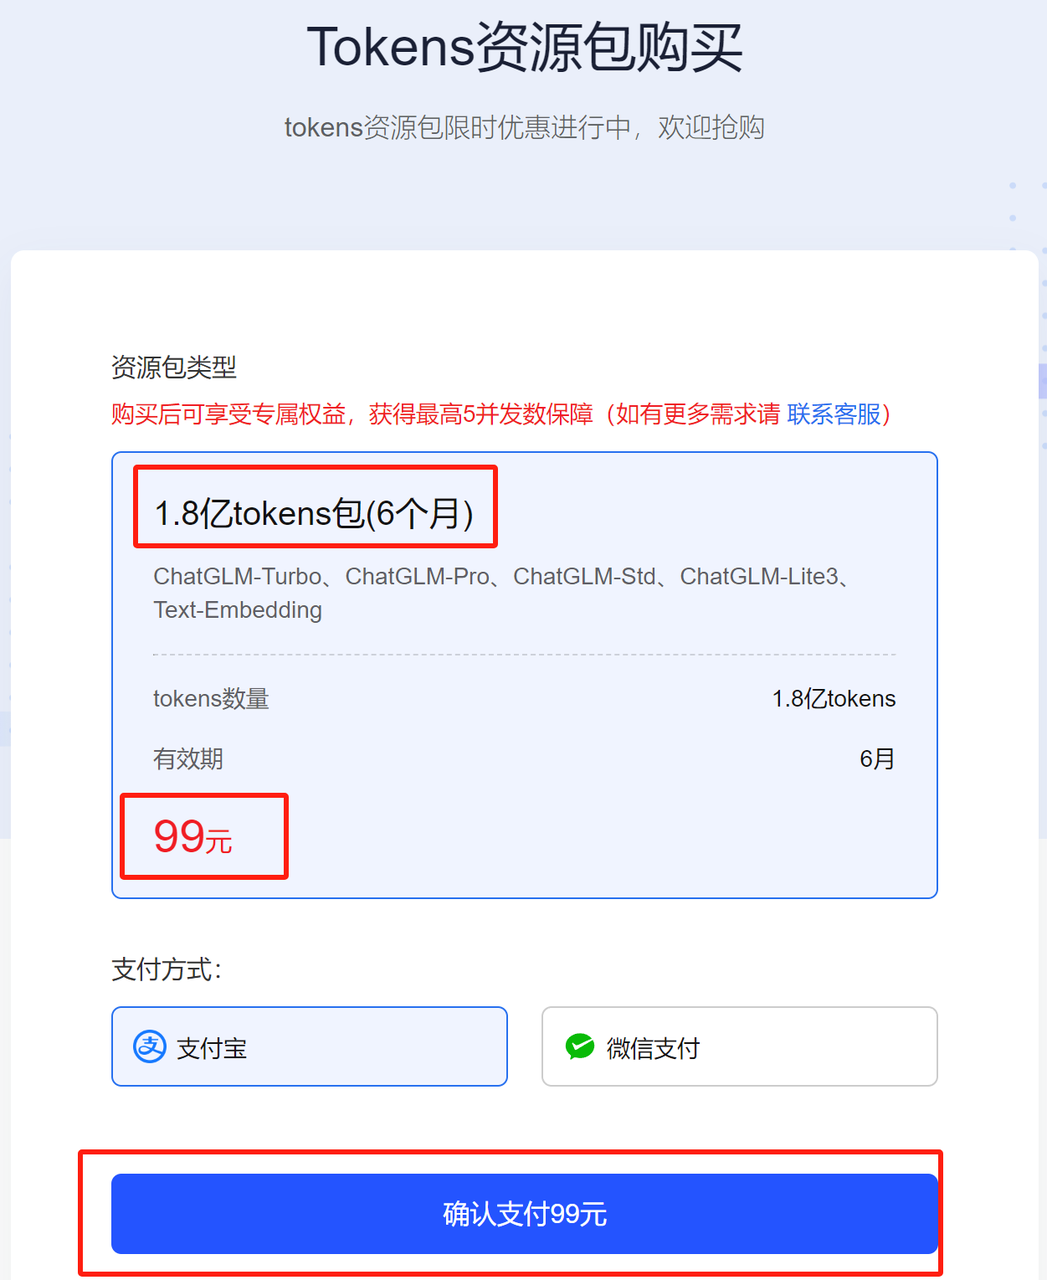 Tokens资源包购买
tokens资源包限时优惠进行中，欢迎抢购
资源包类型
购买后可享受专属权益，获得最高5并发数保障（如有更多需求请 联系客服）
1.8亿tokens包(6个月)
ChatGLM-Turbo、ChatGLM-Pro、ChatGLM-Std、ChatGLM-Lite3、
Text-Embedding
tokens数量 1.8亿tokens
有效期 6月
99元
支付方式：
支付宝 微信支付
确认支付99元